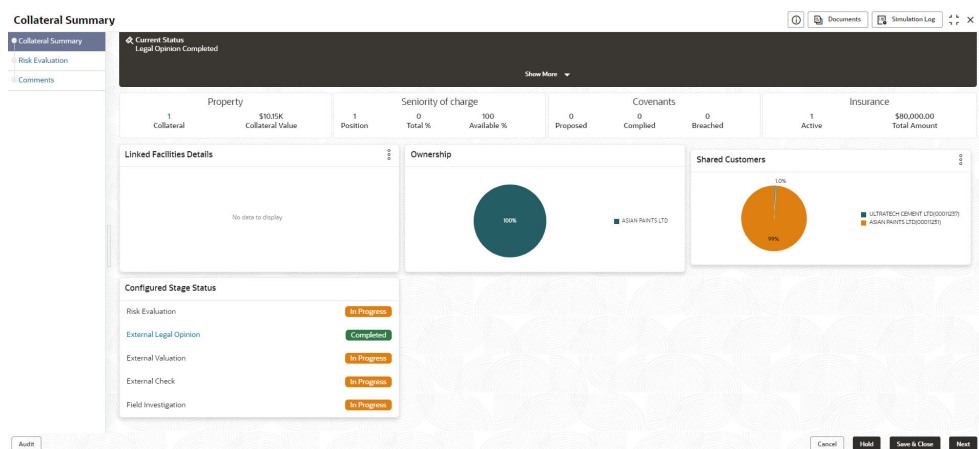 Collateral Summary
Documents
Simulation Log
Collateral Summary
Risk Evaluation
Comments
Current Status
Legal Opinion Completed
Show More
Property
1
Collateral
$10.15K
Collateral Value
Seniority of charge
1
Position
0
Total %
100
Available %
Covenants
0
Proposed
0
Complied
0
Breached
Insurance
1
Active
$80,000.00
Total Amount
Linked Facilities Details
No data to display
Ownership
100%
ASIAN PAINTS LTD
Shared Customers
1.0%
99%
ULTRATECH CEMENT LTD(00011237)
ASIAN PAINTS LTD(00011251)
Configured Stage Status
Risk Evaluation
In Progress
External Legal Opinion
Completed
External Valuation
In Progress
External Check
In Progress
Field Investigation
In Progress
Audit
Cancel
Hold
Save & Close
Next